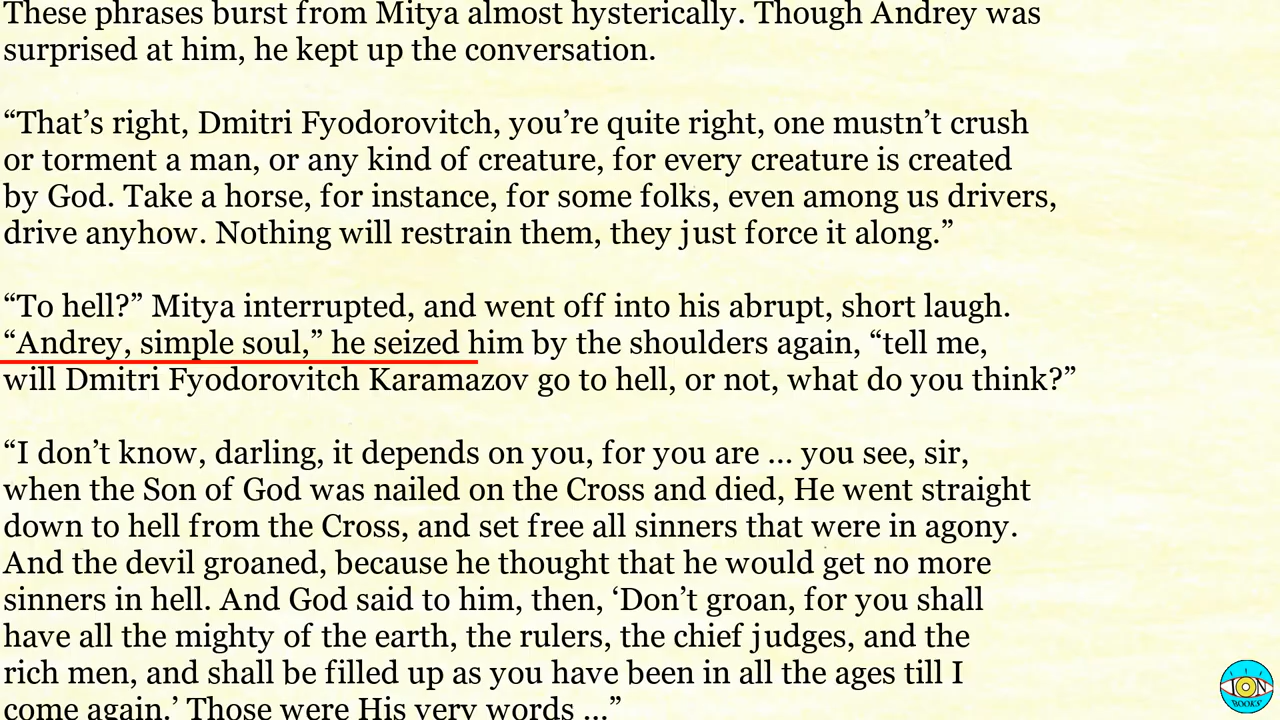 These phrases burst from Mitya almost hysterically. Though Andrey was
surprised at him, he kept up the conversation.
“That’s right, Dmitri Fyodorovitch, you’re quite right, one mustn’t crush
or torment a man, or any kind of creature, for every creature is created
by God. Take a horse, for instance, for some folks, even among us drivers,
drive anyhow. Nothing will restrain them, they just force it along.”
“To hell?” Mitya interrupted, and went off into his abrupt, short laugh.
“Andrey, simple soul,” he seized him by the shoulders again, “tell me,
will Dmitri Fyodorovitch Karamazov go to hell, or not, what do you think?”
“I don’t know, darling, it depends on you, for you are ... you see, sir,
when the Son of God was nailed on the Cross and died, He went straight
down to hell from the Cross, and set free all sinners that were in agony.
And the devil groaned, because he thought that he would get no more
sinners in hell. And God said to him, then, ‘Don’t groan, for you shall
have all the mighty of the earth, the rulers, the chief judges, and the
rich men, and shall be filled up as you have been in all the ages till I
come again.’ Those were His very words ...”
ION
BOOKS